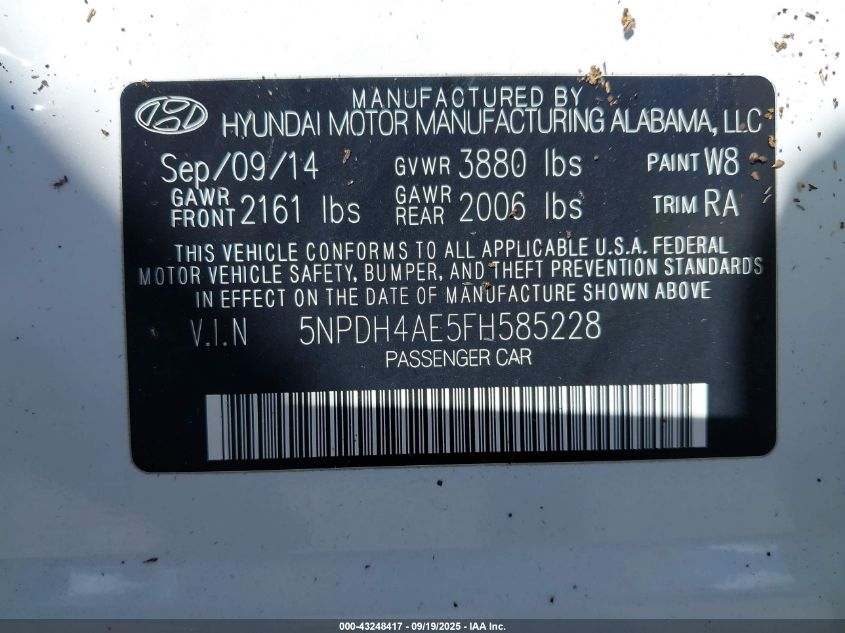 MANUFACTURED BY
HYUNDAI MOTOR MANUFACTURING ALABAMA, LLC
Sep/09/14 GVWR 3880 lbs PAINT W8
GAWR FRONT 2161 lbs GAWR REAR 2006 lbs TRIM RA
THIS VEHICLE CONFORMS TO ALL APPLICABLE U.S.A. FEDERAL
MOTOR VEHICLE SAFETY, BUMPER, AND THEFT PREVENTION STANDARDS
IN EFFECT ON THE DATE OF MANUFACTURE SHOWN ABOVE
V.I.N 5NPDH4AE5FH585228
PASSENGER CAR
000-43248417 - 09/19/2025 - IAA Inc.